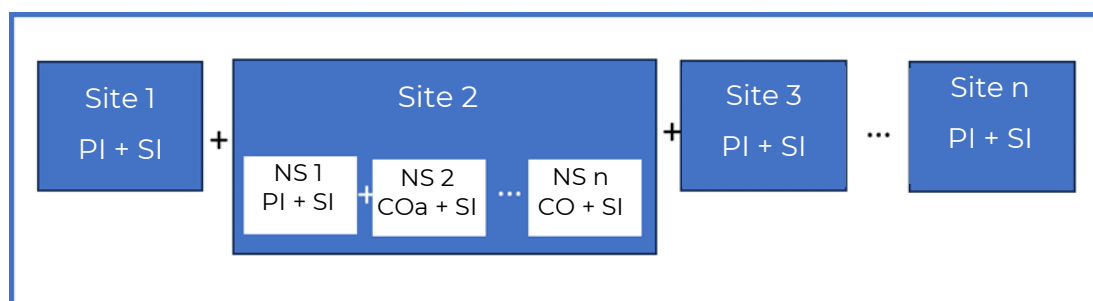 Site 1
PI + SI
+
Site 2
NS 1
PI + SI
+
NS 2
COa + SI
...
NS n
CO + SI
+
Site 3
PI + SI
...
Site n
PI + SI